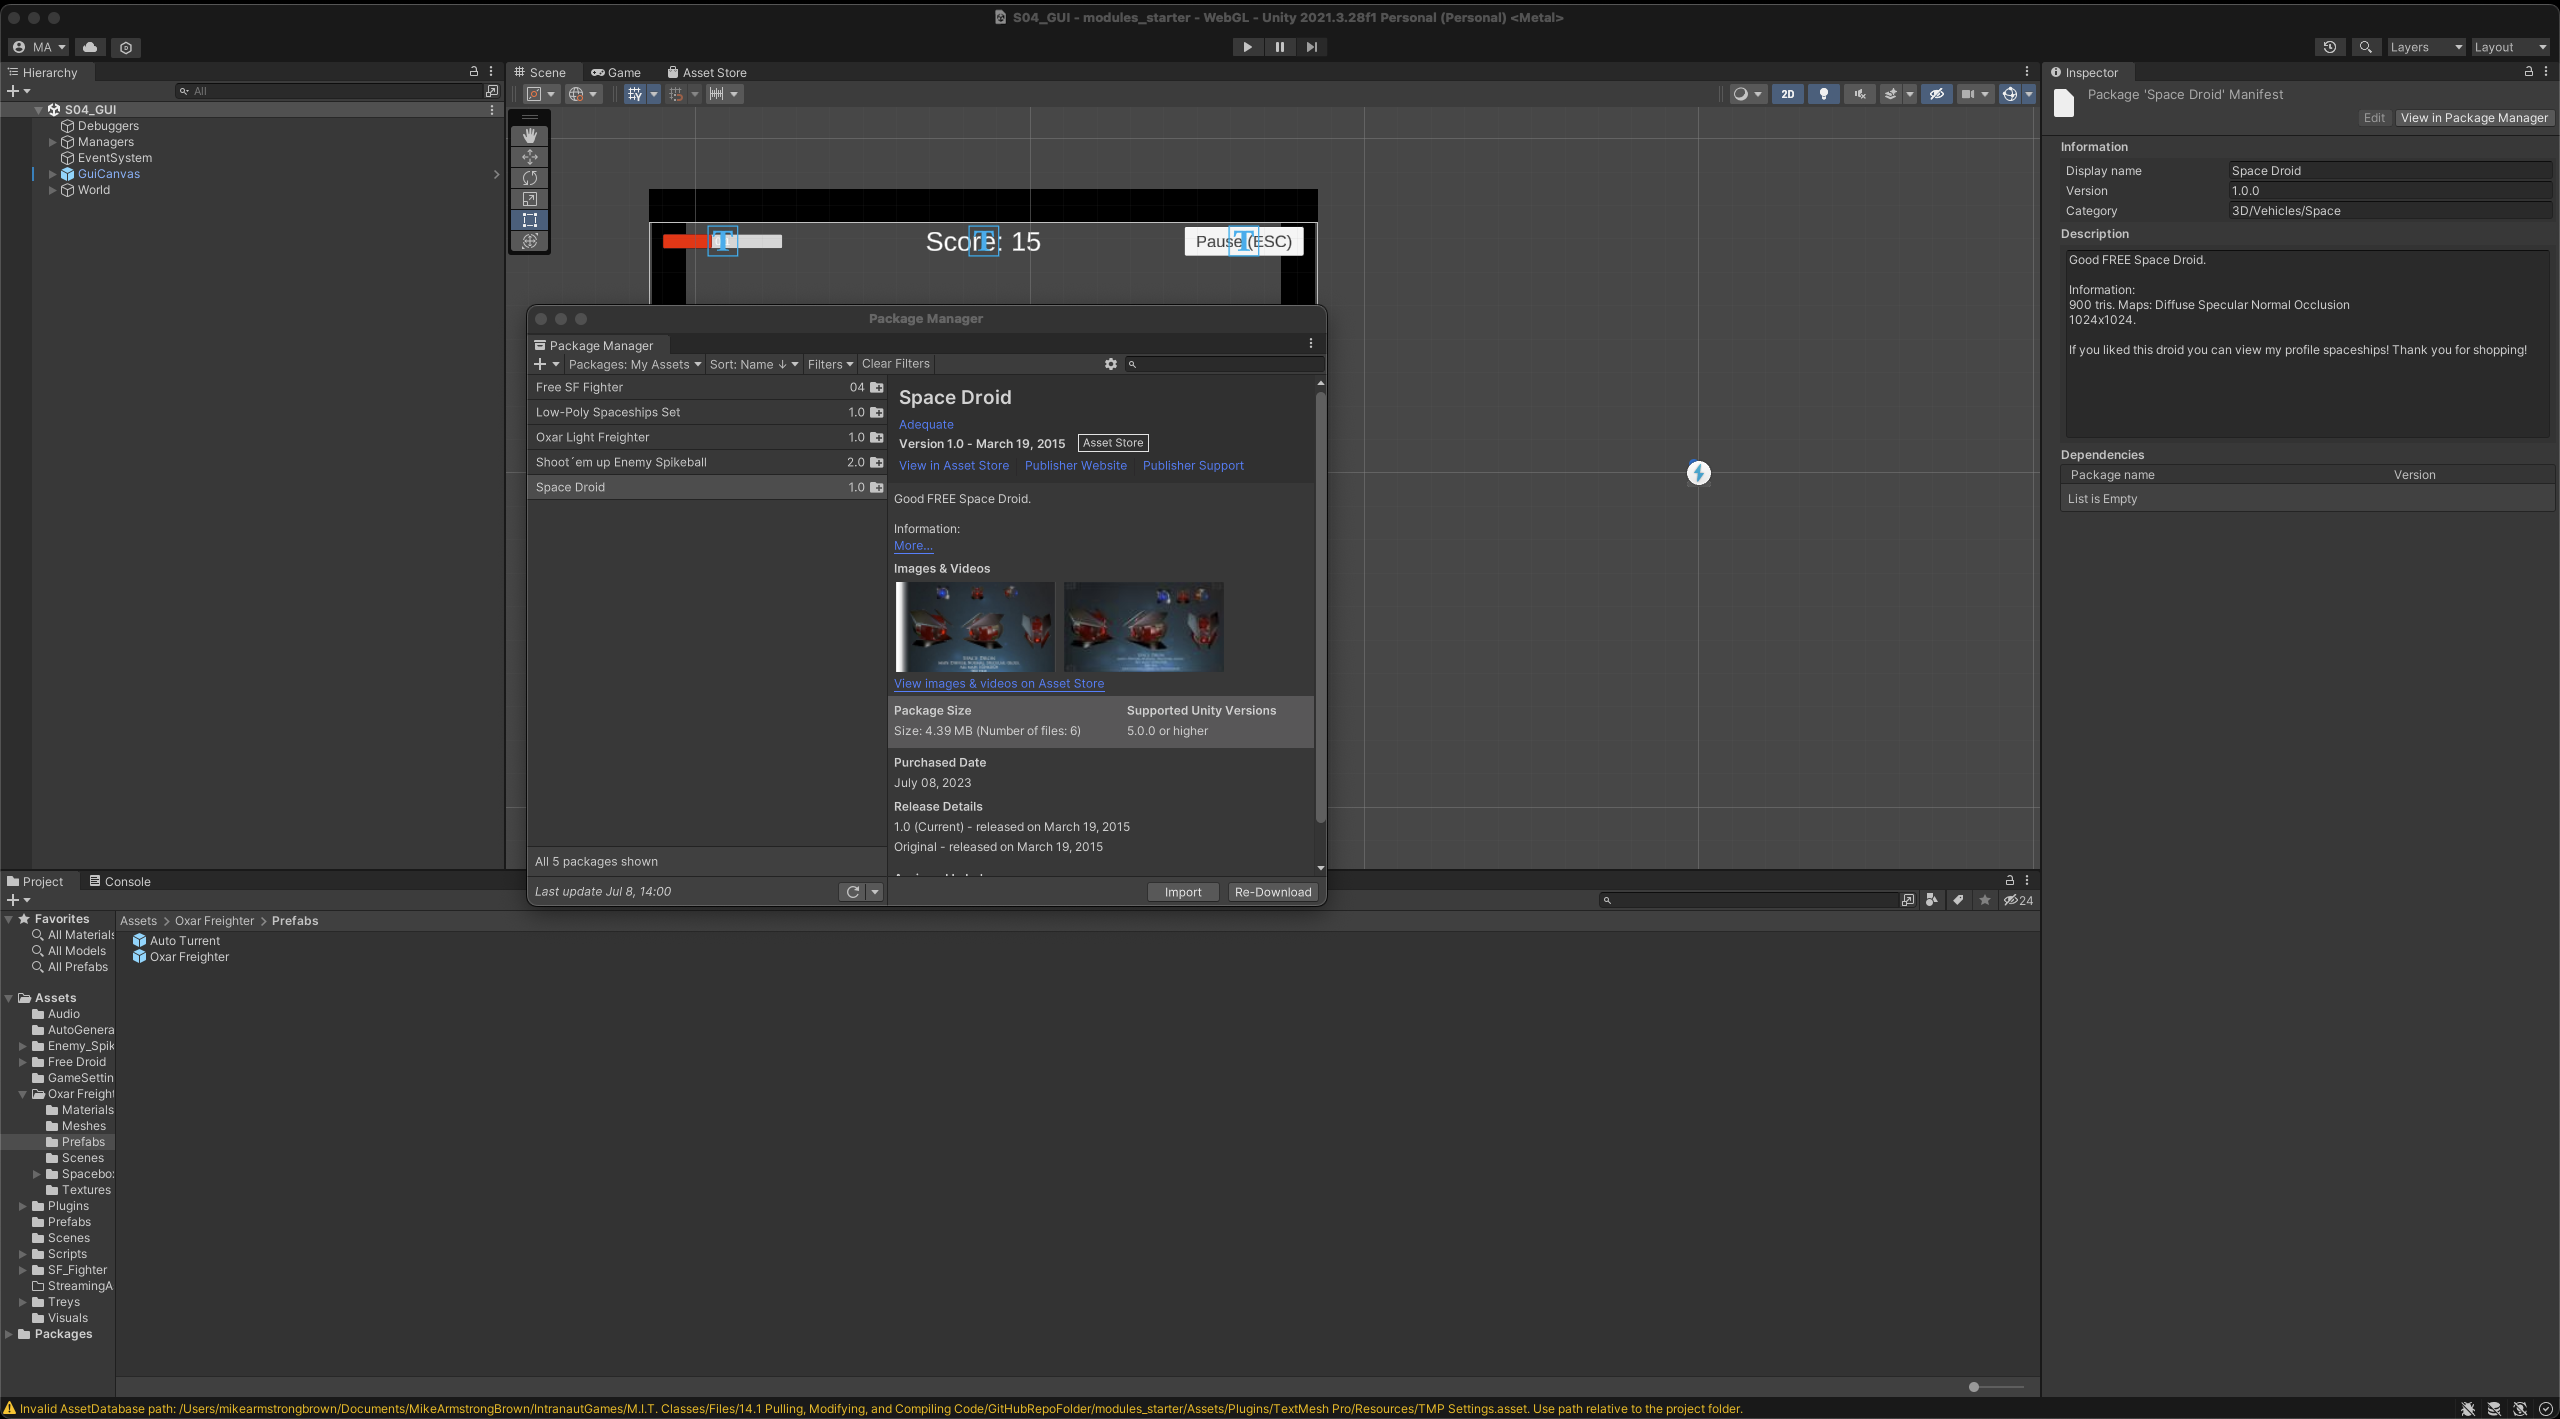 S04_GUI - modules_starter - WebGL - Unity 2021.3.28f1 Personal (Personal) <Metal>
MA
Layers
Layout
Hierarchy
All
S04_GUI
Debuggers
Managers
EventSystem
GuiCanvas
World
Scene
Game
Asset Store
2D
Score: 15
Pause (ESC)
Package Manager
Package Manager
Packages: My Assets
Sort: Name ↓
Filters
Clear Filters
Free SF Fighter 04
Low-Poly Spaceships Set 1.0
Oxar Light Freighter 1.0
Shoot´em up Enemy Spikeball 2.0
Space Droid 1.0
All 5 packages shown
Last update Jul 8, 14:00
Space Droid
Adequate
Version 1.0 - March 19, 2015 Asset Store
View in Asset Store Publisher Website Publisher Support
Good FREE Space Droid.
Information:
More...
Images & Videos
View images & videos on Asset Store
Package Size Supported Unity Versions
Size: 4.39 MB (Number of files: 6) 5.0.0 or higher
Purchased Date
July 08, 2023
Release Details
1.0 (Current) - released on March 19, 2015
Original - released on March 19, 2015
Import Re-Download
Inspector
Package 'Space Droid' Manifest
Edit View in Package Manager
Information
Display name Space Droid
Version 1.0.0
Category 3D/Vehicles/Space
Description
Good FREE Space Droid.
Information:
900 tris. Maps: Diffuse Specular Normal Occlusion
1024x1024.
If you liked this droid you can view my profile spaceships! Thank you for shopping!
Dependencies
Package name Version
List is Empty
Project
Console
24
Favorites
All Materials
All Models
All Prefabs
Assets
Audio
AutoGenera
Enemy_Spik
Free Droid
GameSettin
Oxar Freight
Materials
Meshes
Prefabs
Scenes
Spacebo
Textures
Plugins
Prefabs
Scenes
Scripts
SF_Fighter
StreamingA
Treys
Visuals
Packages
Assets > Oxar Freighter > Prefabs
Auto Turrent
Oxar Freighter
Invalid AssetDatabase path: /Users/mikearmstrongbrown/Documents/MikeArmstrongBrown/IntranautGames/M.I.T. Classes/Files/14.1 Pulling, Modifying, and Compiling Code/GitHubRepoFolder/modules_starter/Assets/Plugins/TextMesh Pro/Resources/TMP Settings.asset. Use path relative to the project folder.